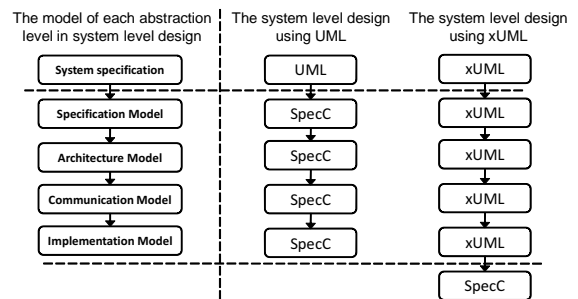 The model of each abstraction
level in system level design
The system level design
using UML
The system level design
using xUML
System specification
UML
xUML
Specification Model
SpecC
xUML
Architecture Model
SpecC
xUML
Communication Model
SpecC
xUML
Implementation Model
SpecC
xUML
SpecC